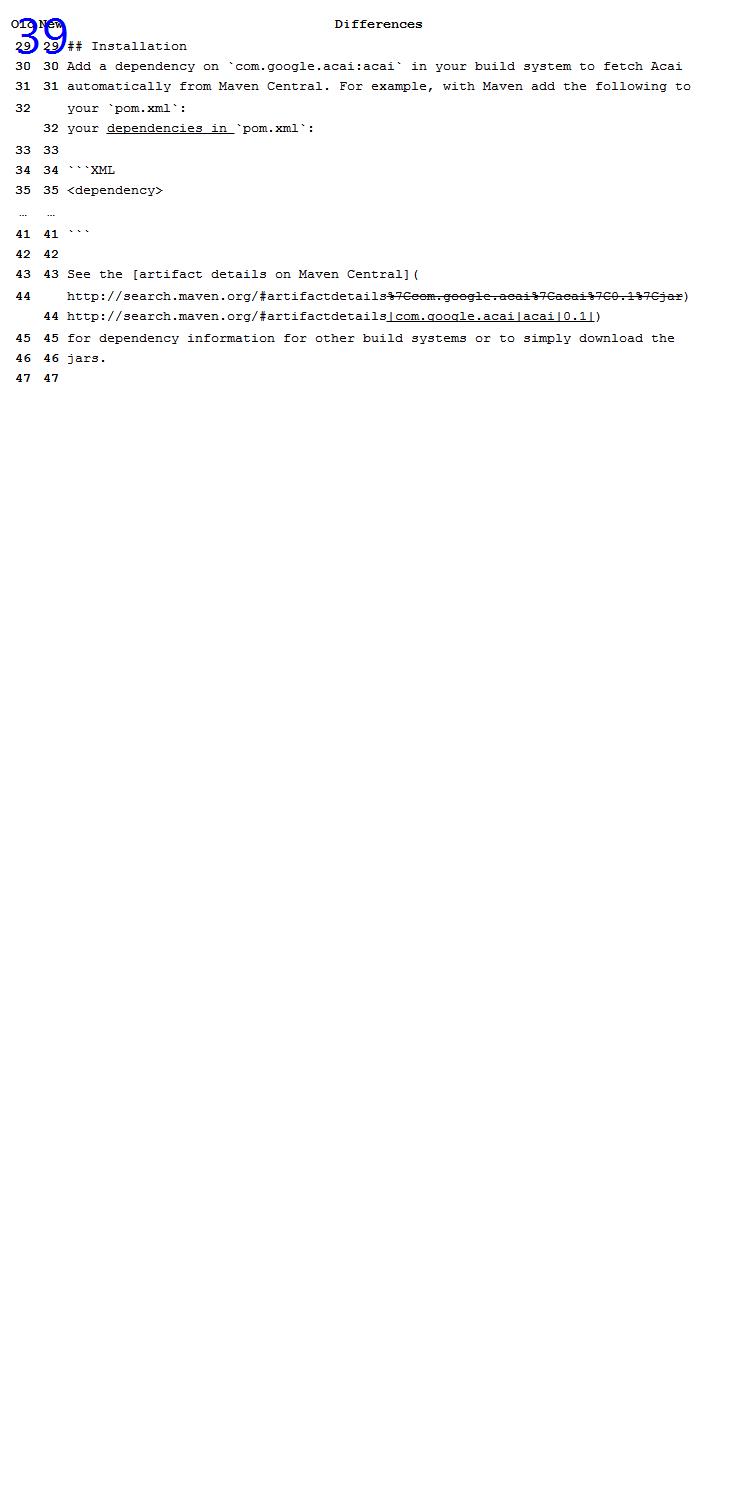 Old New Differences
39
29 29 ## Installation
30 30 Add a dependency on `com.google.acai:acai` in your build system to fetch Acai
31 31 automatically from Maven Central. For example, with Maven add the following to
32 your `pom.xml`:
32 your dependencies in `pom.xml`:
33 33
34 34 ```XML
35 35 <dependency>
… …
41 41 ```
42 42
43 43 See the [artifact details on Maven Central](
44 http://search.maven.org/#artifactdetails%7Ccom.google.acai%7Cacai%7C0.1%7Cjar)
44 http://search.maven.org/#artifactdetails|com.google.acai|acai|0.1|)
45 45 for dependency information for other build systems or to simply download the
46 46 jars.
47 47